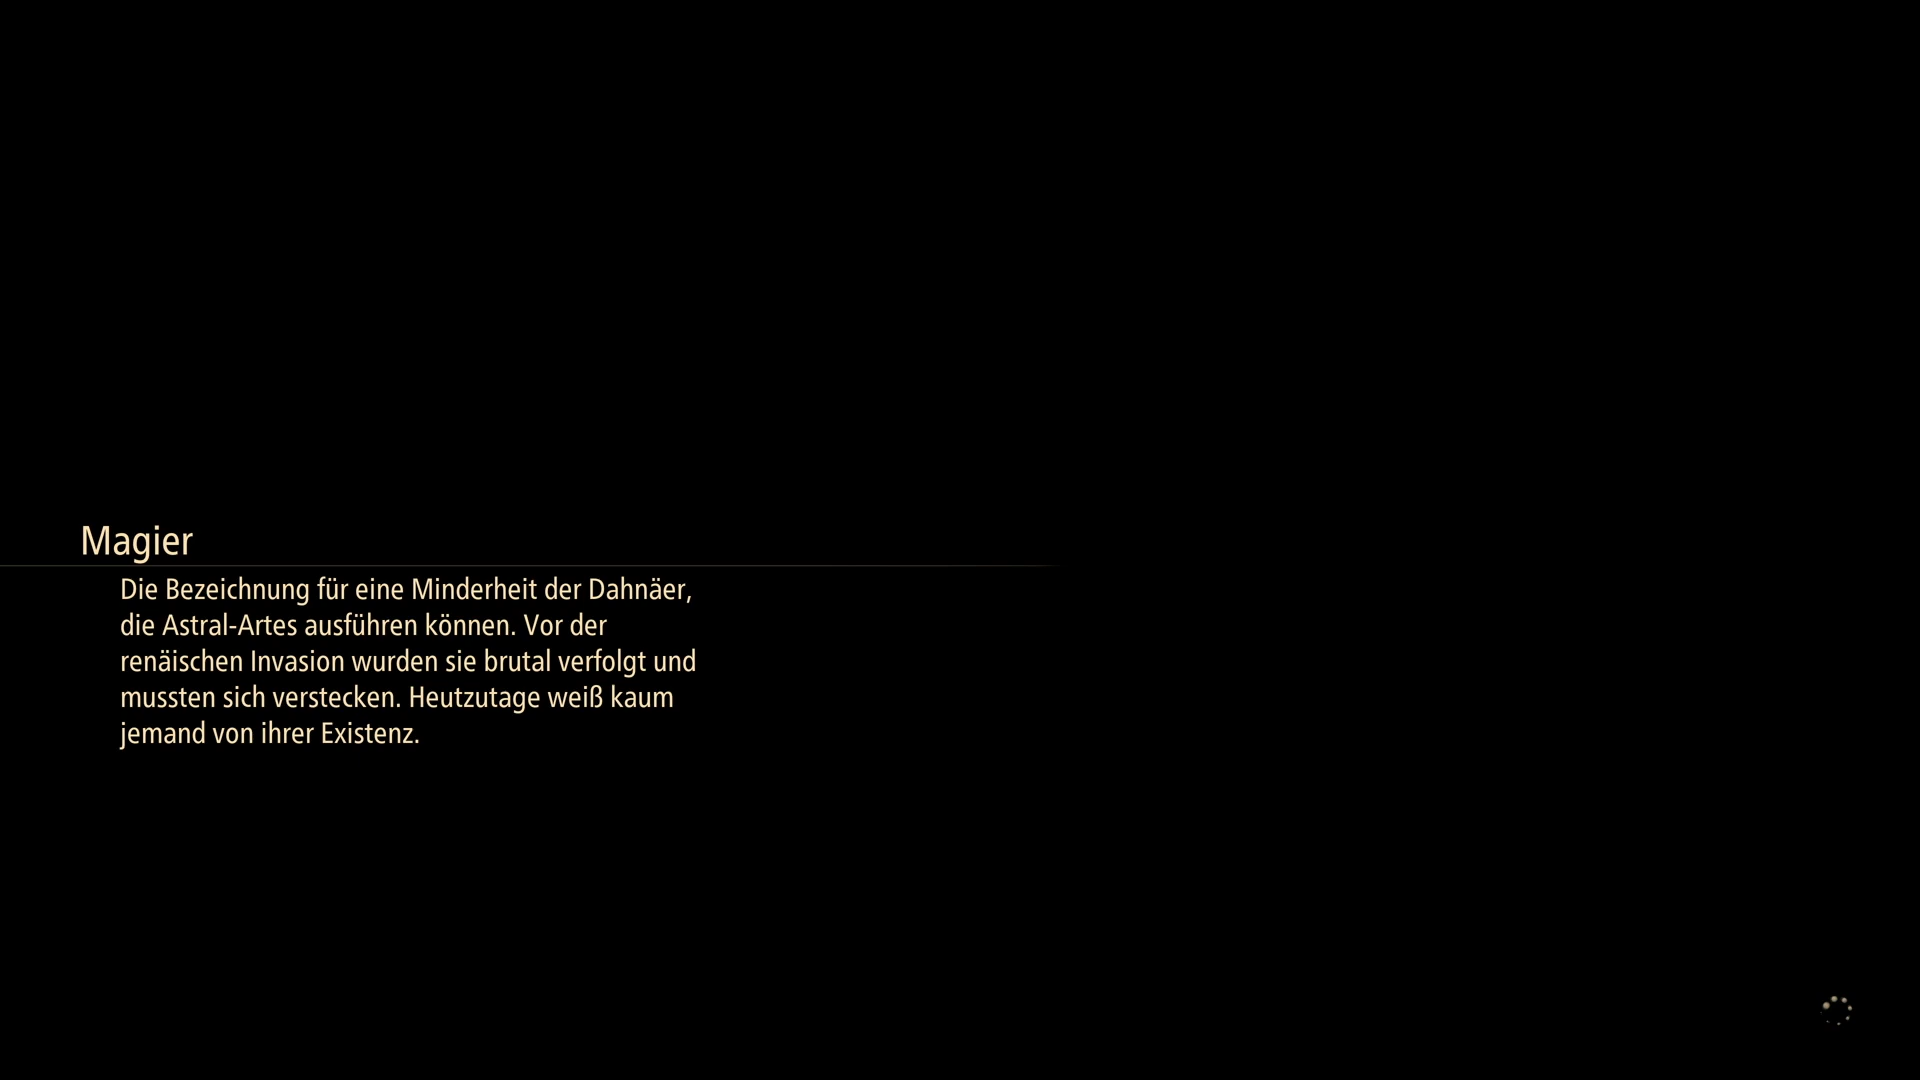 Magier
Die Bezeichnung für eine Minderheit der Dahnäer,
die Astral-Artes ausführen können. Vor der
renäischen Invasion wurden sie brutal verfolgt und
mussten sich verstecken. Heutzutage weiß kaum
jemand von ihrer Existenz.